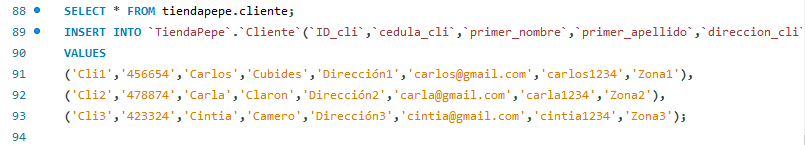 88 SELECT * FROM tiendapepe.cliente;
89 INSERT INTO `TiendaPepe`.`Cliente`(`ID_cli`,`cedula_cli`,`primer_nombre`,`primer_apellido`,`direccion_cli`
90 VALUES
91 ('Cli1','456654','Carlos','Cubides','Dirección1','carlos@gmail.com','carlos1234','Zona1'),
92 ('Cli2','478874','Carla','Claron','Dirección2','carla@gmail.com','carla1234','Zona2'),
93 ('Cli3','423324','Cintia','Camero','Dirección3','cintia@gmail.com','cintia1234','Zona3');
94